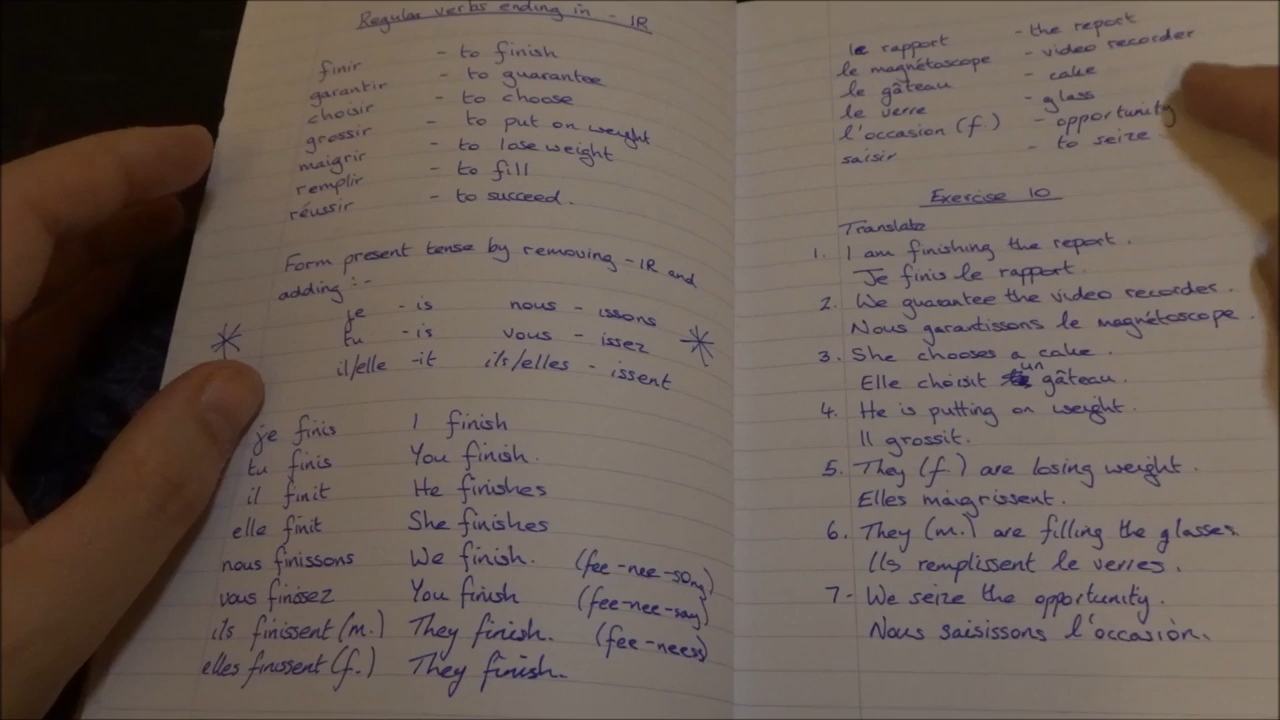 Regular verbs ending in - IR
finir - to finish
garantir - to guarantee
choisir - to choose
grossir - to put on weight
maigrir - to lose weight
remplir - to fill
réussir - to succeed.
Form present tense by removing -IR and
adding :-
je - is nous - issons
tu - is vous - issez
il/elle -it ils/elles - issent
je finis I finish
tu finis You finish.
il finit He finishes
elle finit She finishes
nous finissons We finish. (fee-nee-song)
vous finissez You finish (fee-nee-say)
ils finissent (m.) They finish. (fee-neess)
elles finissent (f.) They finish.
le rapport - the report
le magnétoscope - video recorder
le gâteau - cake
le verre - glass
l'occasion (f.) - opportunity
saisir - to seize
Exercise 10
Translate
1. I am finishing the report.
Je finis le rapport.
2. We guarantee the video recorder.
Nous garantissons le magnétoscope.
3. She chooses a cake.
Elle choisit un gâteau.
4. He is putting on weight.
Il grossit.
5. They (f.) are losing weight.
Elles maigrissent.
6. They (m.) are filling the glasses.
Ils remplissent le verres.
7- We seize the opportunity.
Nous saisissons l'occasion.